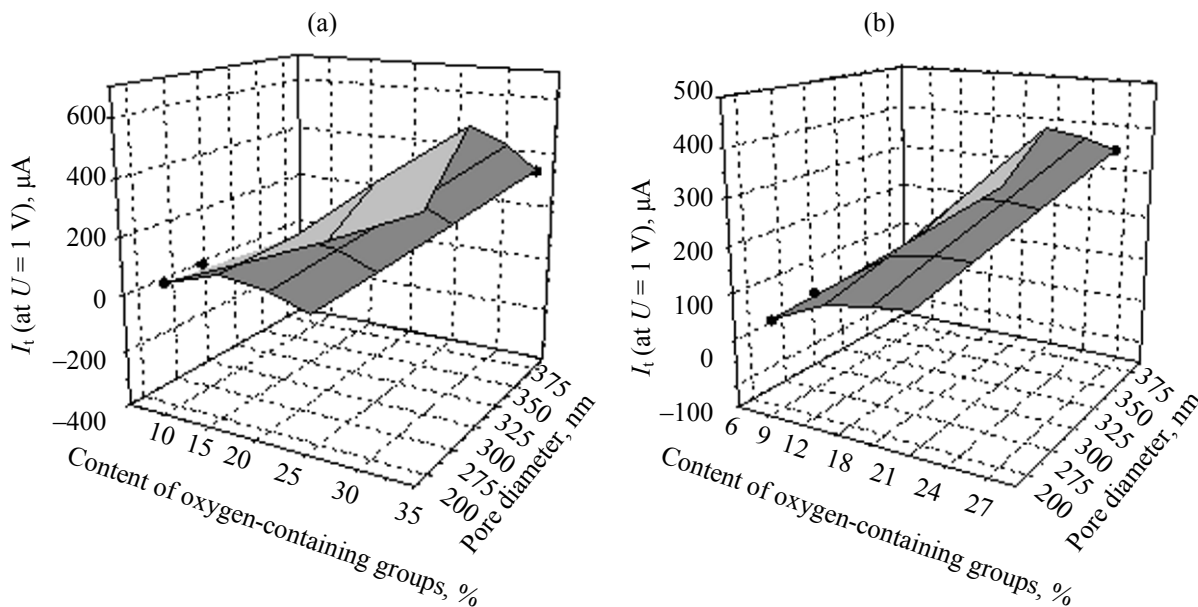 (a)
600
400
200
0
–200
–400
I_t (at U = 1 V), μA
10 15 20 25 30 35
Content of oxygen-containing groups, %
375
350
325
300
275
200
Pore diameter, nm
(b)
500
400
300
200
100
0
–100
I_t (at U = 1 V), μA
6 9 12 18 21 24 27
Content of oxygen-containing groups, %
375
350
325
300
275
200
Pore diameter, nm